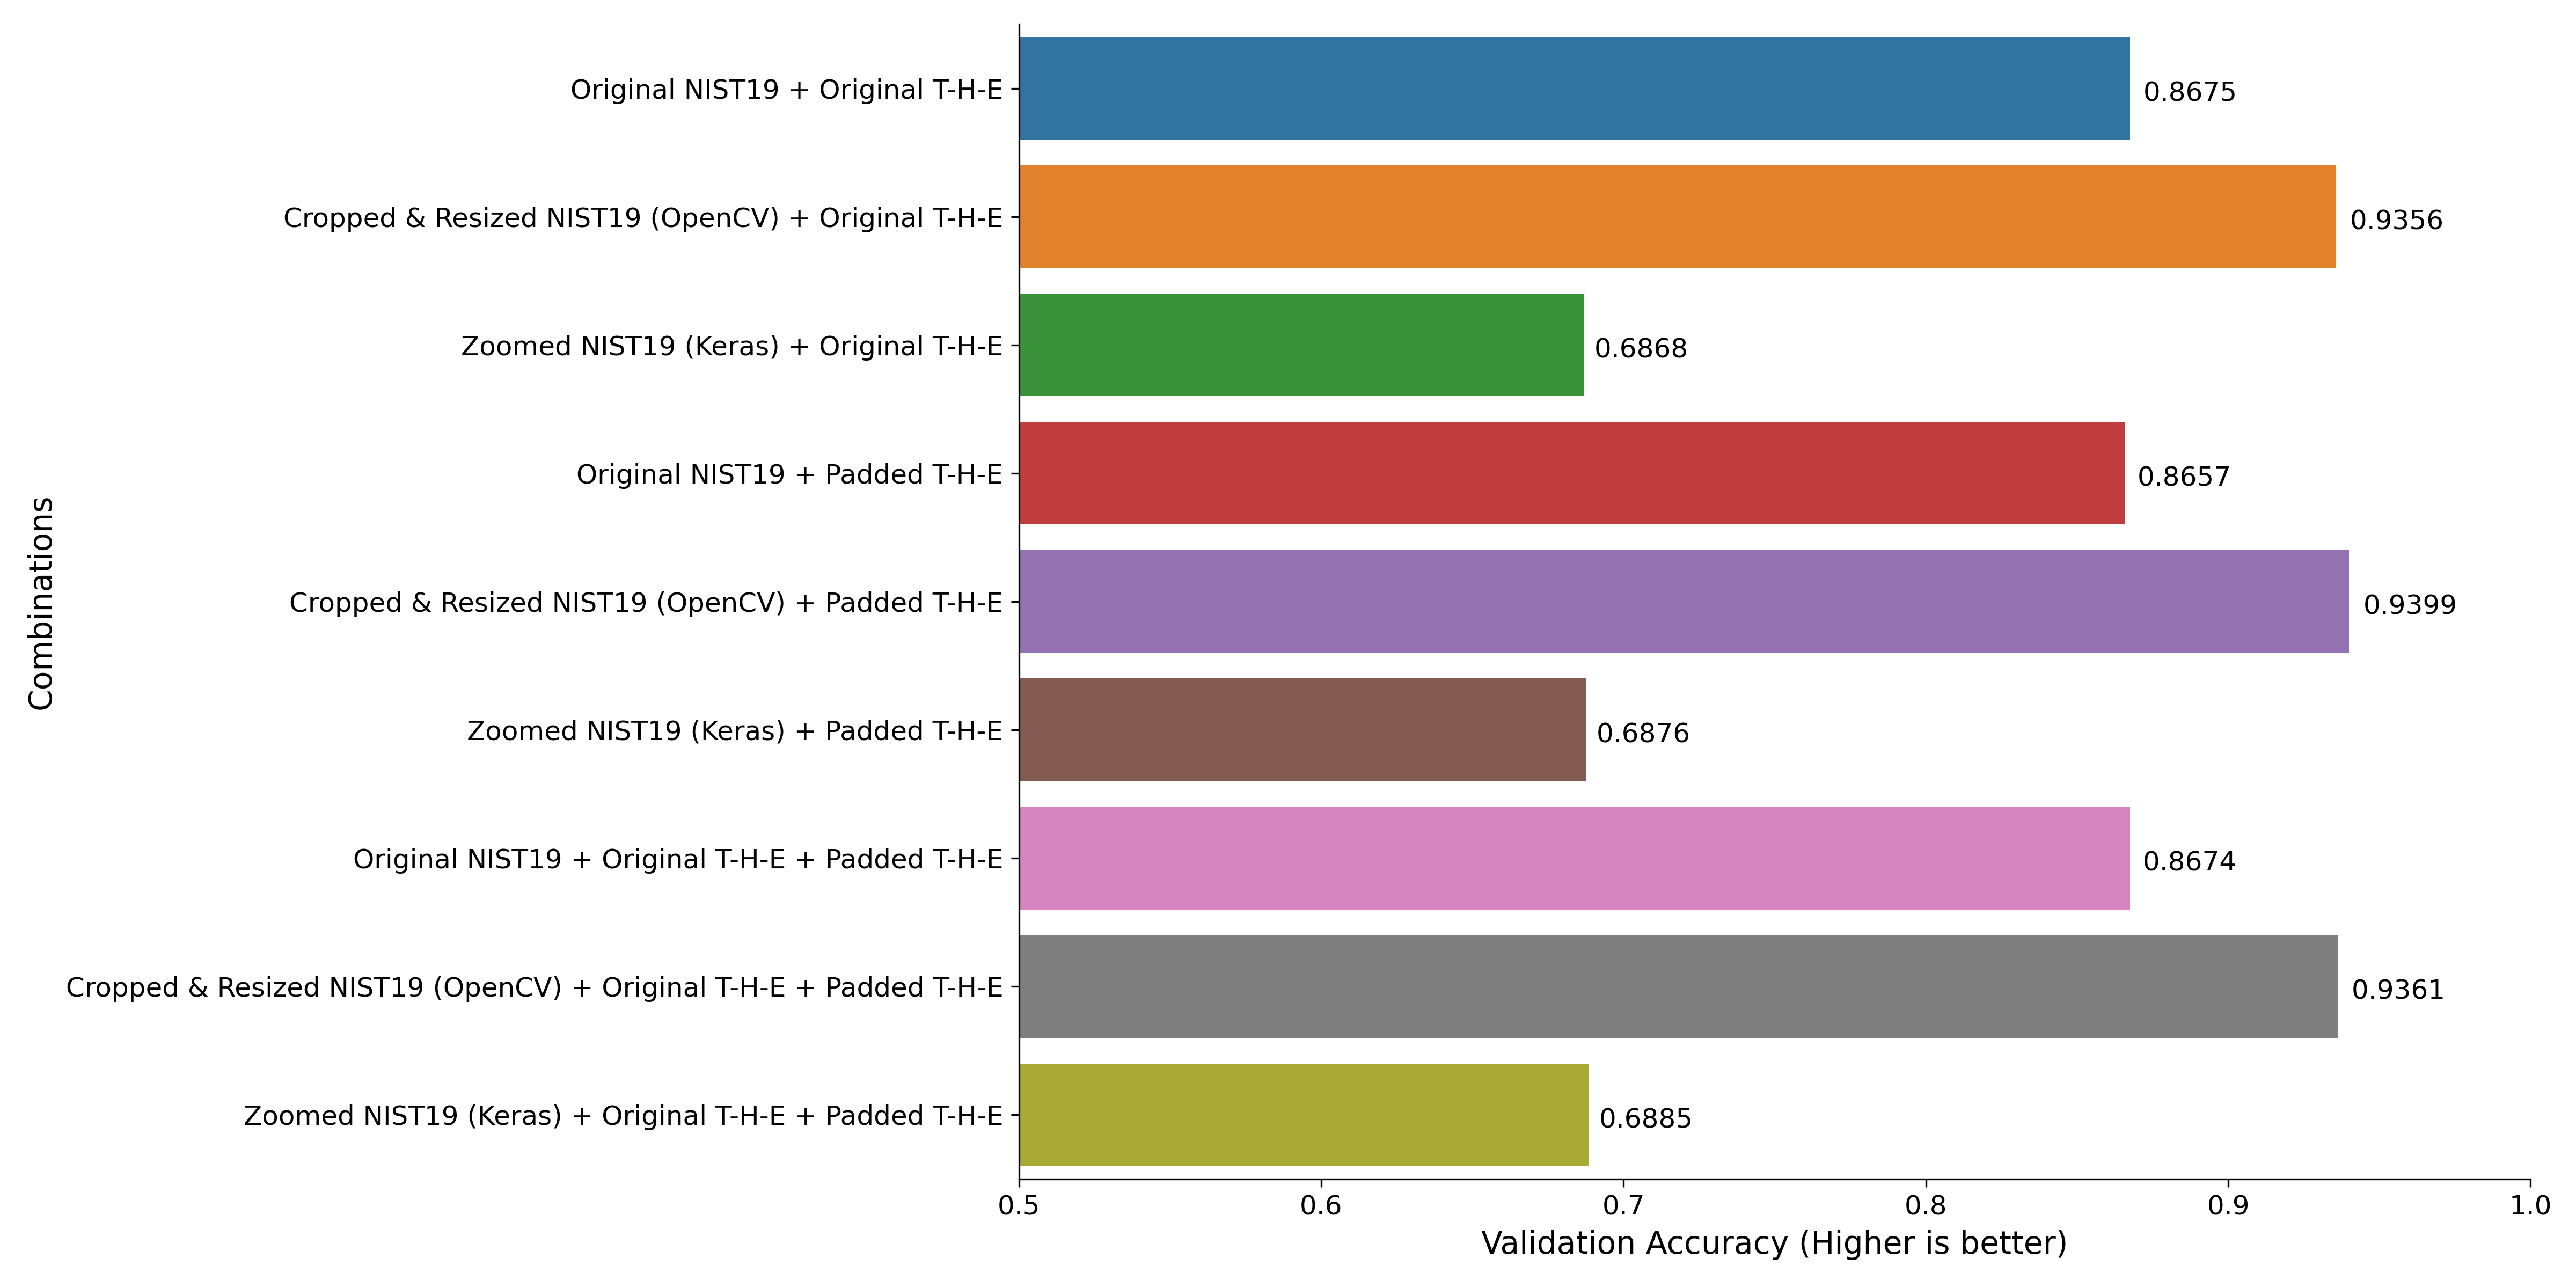 Combinations
Original NIST19 + Original T-H-E
0.8675
Cropped & Resized NIST19 (OpenCV) + Original T-H-E
0.9356
Zoomed NIST19 (Keras) + Original T-H-E
0.6868
Original NIST19 + Padded T-H-E
0.8657
Cropped & Resized NIST19 (OpenCV) + Padded T-H-E
0.9399
Zoomed NIST19 (Keras) + Padded T-H-E
0.6876
Original NIST19 + Original T-H-E + Padded T-H-E
0.8674
Cropped & Resized NIST19 (OpenCV) + Original T-H-E + Padded T-H-E
0.9361
Zoomed NIST19 (Keras) + Original T-H-E + Padded T-H-E
0.6885
0.5 0.6 0.7 0.8 0.9 1.0
Validation Accuracy (Higher is better)